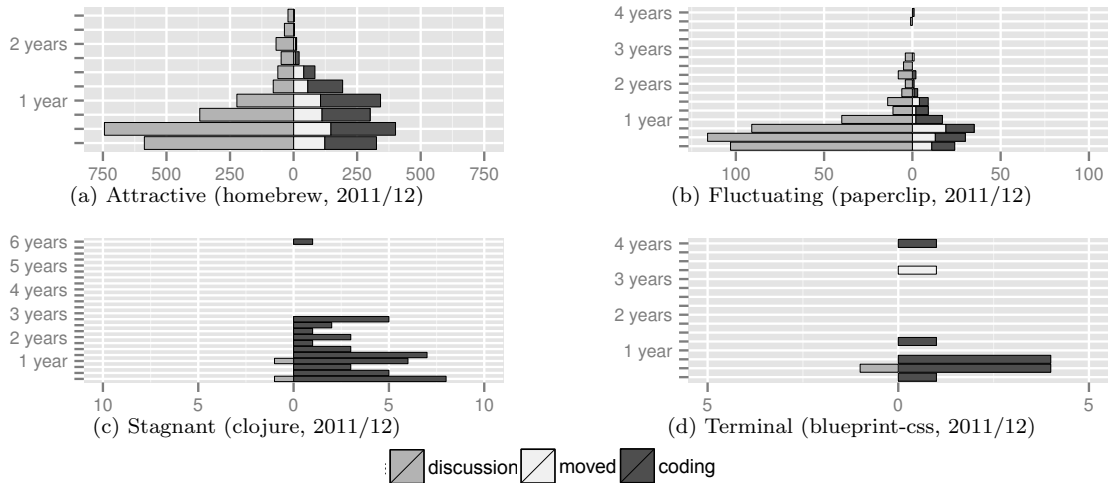 2 years
1 year
750 500 250 0 250 500 750
(a) Attractive (homebrew, 2011/12)
4 years
3 years
2 years
1 year
100 50 0 50 100
(b) Fluctuating (paperclip, 2011/12)
6 years
5 years
4 years
3 years
2 years
1 year
10 5 0 5 10
(c) Stagnant (clojure, 2011/12)
4 years
3 years
2 years
1 year
5 0 5
(d) Terminal (blueprint-css, 2011/12)
discussion moved coding